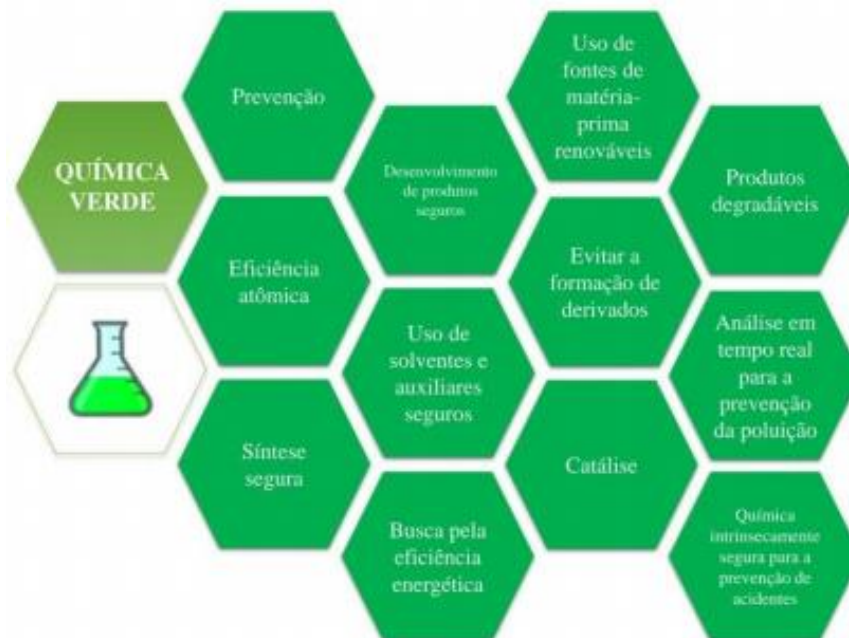 QUÍMICA
VERDE
Prevenção
Eficiência
atômica
Síntese
segura
Desenvolvimento
de produtos
seguros
Uso de
solventes e
auxiliares
seguros
Busca pela
eficiência
energética
Uso de
fontes de
matéria-
prima
renováveis
Evitar a
formação de
derivados
Catálise
Produtos
degradáveis
Análise em
tempo real
para a
prevenção
da poluição
Química
intrinsecamente
segura para a
prevenção de
acidentes